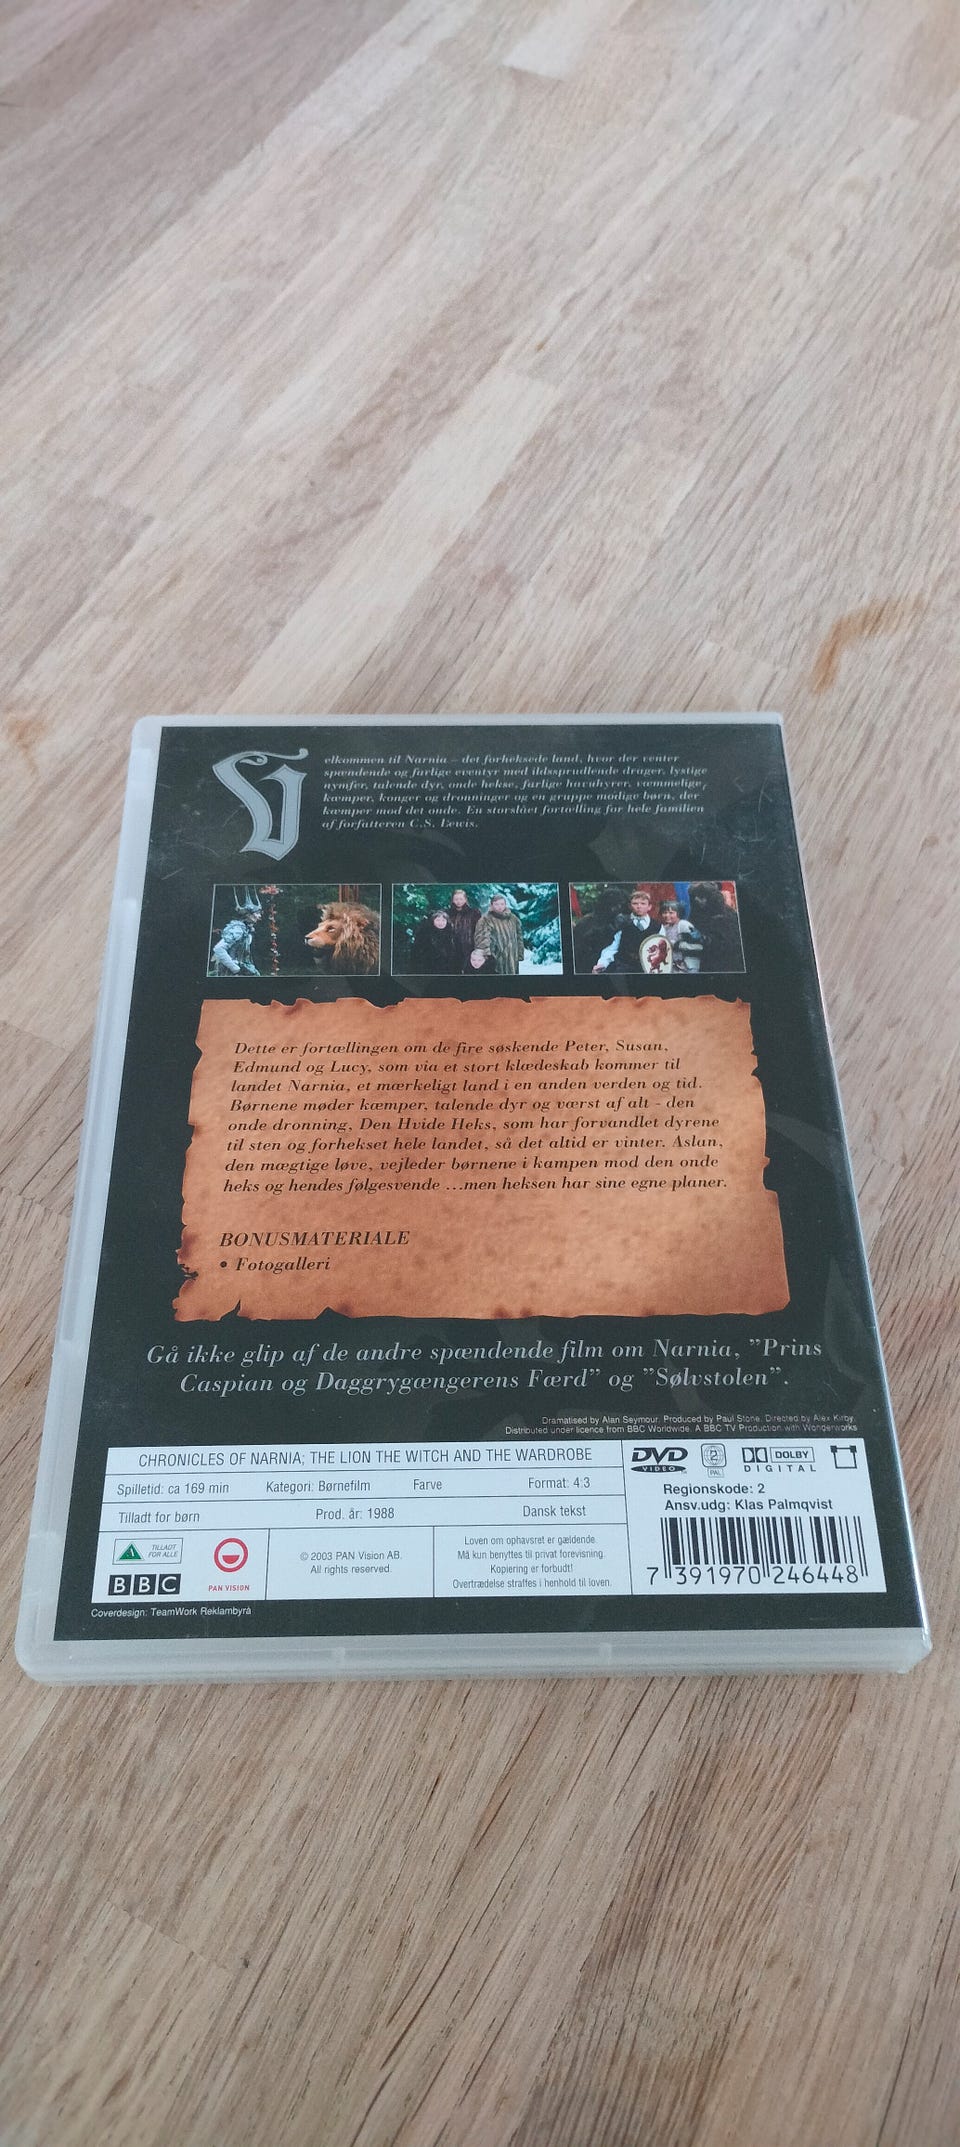 Velkommen til Narnia – det forheksede land, hvor der venter
spændende og farlige eventyr med ildssprudlende drager, lystige
nymfer, talende dyr, onde hekse, farlige havuhyrer, væmmelige
kæmper, konger og dronninger og en gruppe modige børn, der
kæmper mod det onde. En storslået fortælling for hele familien
af forfatteren C.S. Lewis.
Dette er fortællingen om de fire søskende Peter, Susan,
Edmund og Lucy, som via et stort klædeskab kommer til
landet Narnia, et mærkeligt land i en anden verden og tid.
Børnene møder kæmper, talende dyr og værst af alt - den
onde dronning, Den Hvide Heks, som har forvandlet dyrene
til sten og forhekset hele landet, så det altid er vinter. Aslan,
den mægtige løve, vejleder børnene i kampen mod den onde
heks og hendes følgesvende ...men heksen har sine egne planer.
BONUSMATERIALE
• Fotogalleri
Gå ikke glip af de andre spændende film om Narnia, ”Prins
Caspian og Daggrygængerens Færd” og ”Sølvstolen”.
Dramatised by Alan Seymour. Produced by Paul Stone. Directed by Alex Kirby.
Distributed under licence from BBC Worldwide. A BBC TV Production with Wonderworks
CHRONICLES OF NARNIA; THE LION THE WITCH AND THE WARDROBE
Spilletid: ca 169 min Kategori: Børnefilm Farve Format: 4:3
Tilladt for børn Prod. år: 1988 Dansk tekst
TILLADT
FOR ALLE
BBC
PAN VISION
© 2003 PAN Vision AB.
All rights reserved.
Loven om ophavsret er gældende.
Må kun benyttes til privat forevisning.
Kopiering er forbudt!
Overtrædelse straffes i henhold til loven.
DVD
VIDEO
2
PAL
DOLBY
DIGITAL
Regionskode: 2
Ansv.udg: Klas Palmqvist
7 391970 246448
Coverdesign: TeamWork Reklambyrå